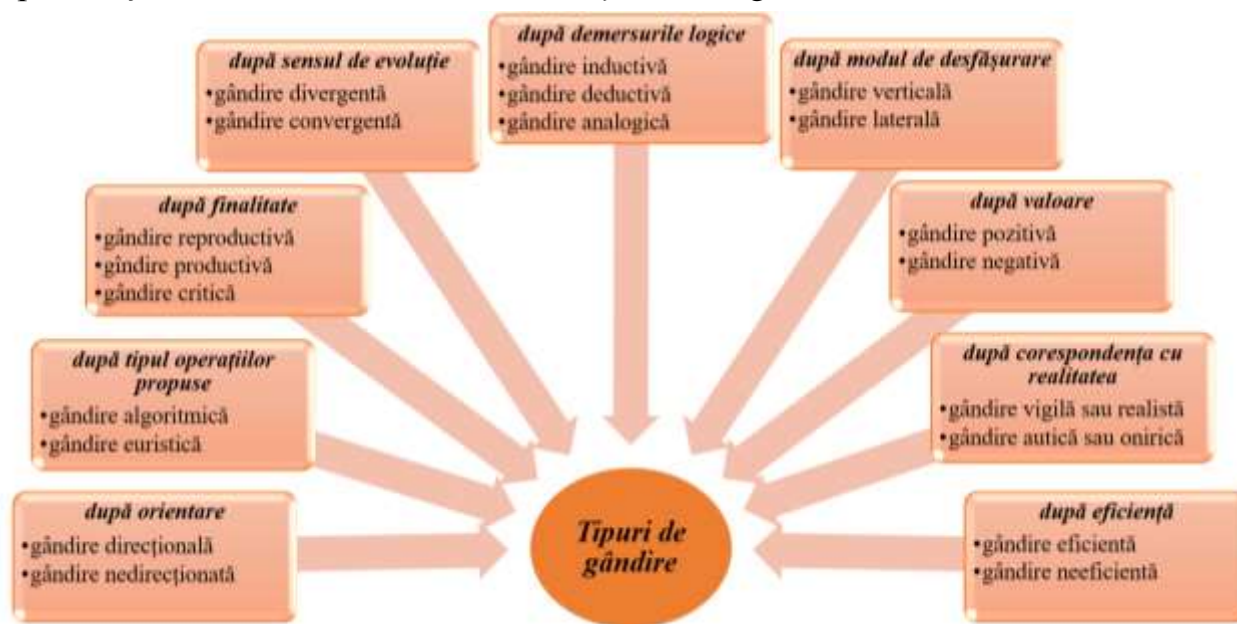 după demersurile logice
•gândire inductivă
•gândire deductivă
•gândire analogică
după sensul de evoluție
•gândire divergentă
•gândire convergentă
după modul de desfășurare
•gândire verticală
•gândire laterală
după finalitate
•gândire reproductivă
•gîndire productivă
•gândire critică
după valoare
•gândire pozitivă
•gândire negativă
după tipul operațiilor
propuse
•gândire algoritmică
•gândire euristică
după corespondența cu
realitatea
•gândire vigilă sau realistă
•gândire autică sau onirică
după orientare
•gândire direcțională
•gândire nedirecționată
după eficiență
•gândire eficientă
•gândire neeficientă
Tipuri de
gândire